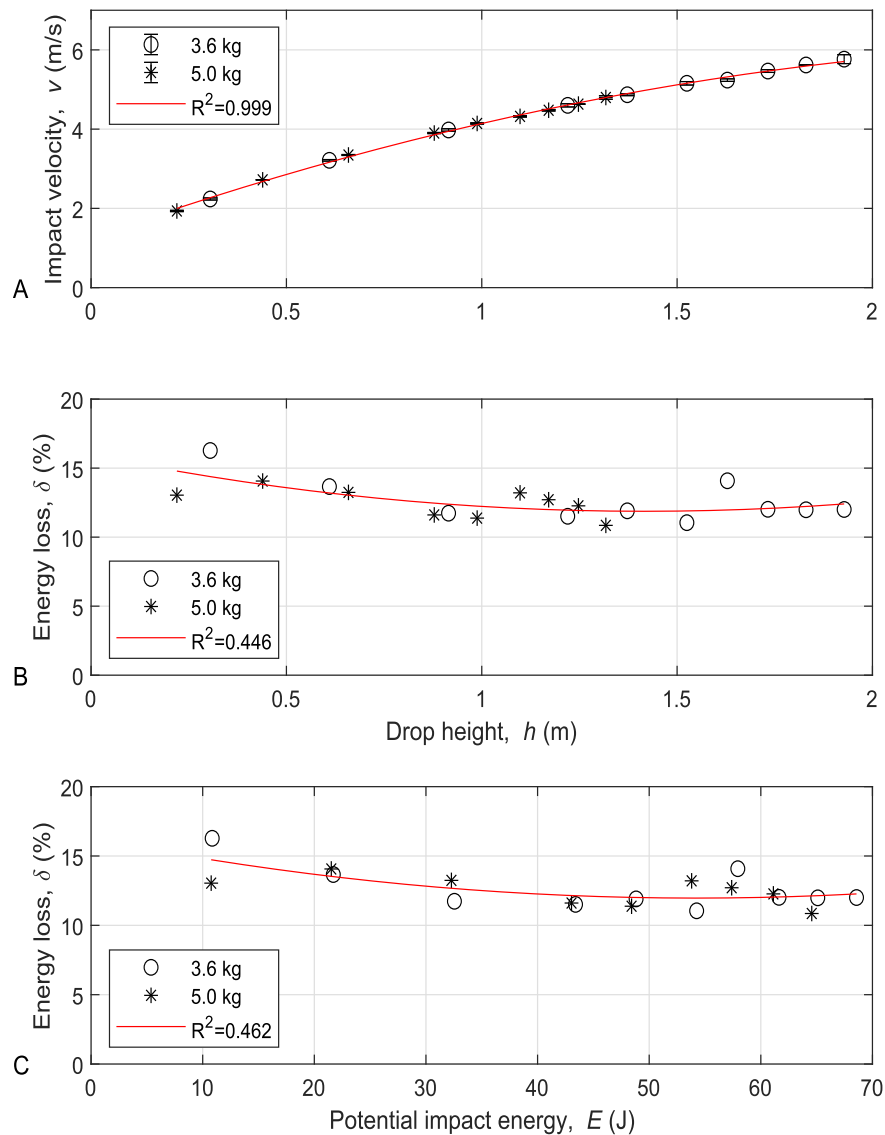 Impact velocity, v (m/s)
6
4
2
0
3.6 kg
5.0 kg
R²=0.999
A
0 0.5 1 1.5 2
Energy loss, δ (%)
20
15
10
5
0
3.6 kg
5.0 kg
R²=0.446
B
0 0.5 1 1.5 2
Drop height, h (m)
Energy loss, δ (%)
20
15
10
5
0
3.6 kg
5.0 kg
R²=0.462
C
0 10 20 30 40 50 60 70
Potential impact energy, E (J)